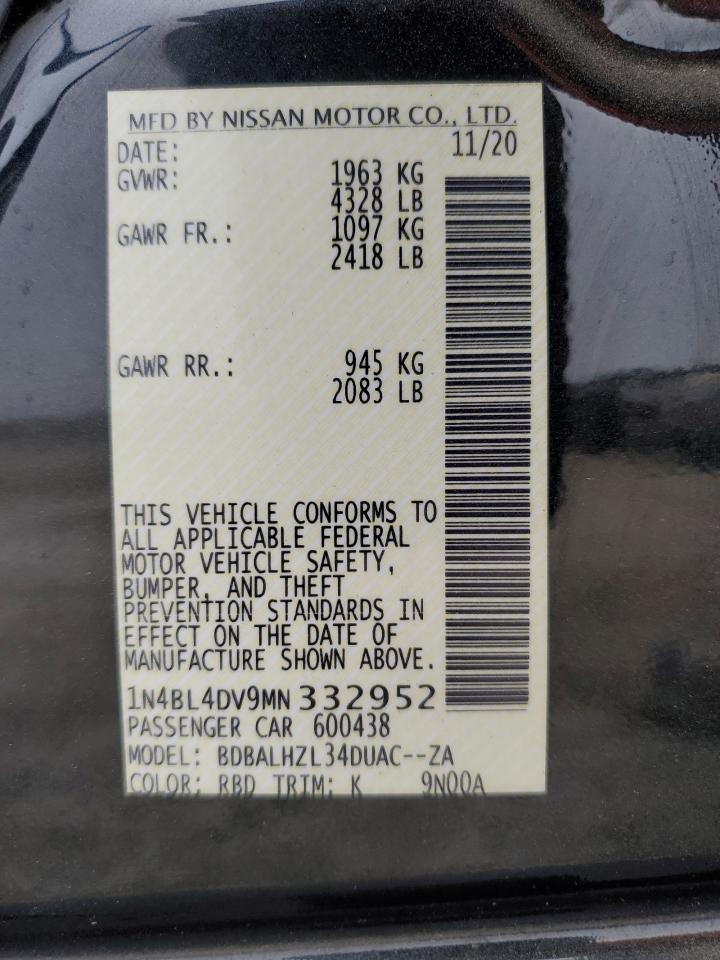 MFD BY NISSAN MOTOR CO., LTD.
DATE: 11/20
GVWR: 1963 KG
4328 LB
GAWR FR.: 1097 KG
2418 LB
GAWR RR.: 945 KG
2083 LB
THIS VEHICLE CONFORMS TO
ALL APPLICABLE FEDERAL
MOTOR VEHICLE SAFETY,
BUMPER, AND THEFT
PREVENTION STANDARDS IN
EFFECT ON THE DATE OF
MANUFACTURE SHOWN ABOVE.
1N4BL4DV9MN332952
PASSENGER CAR 600438
MODEL: BDBALHZL34DUAC--ZA
COLOR: RBD TRIM: K 9N00A